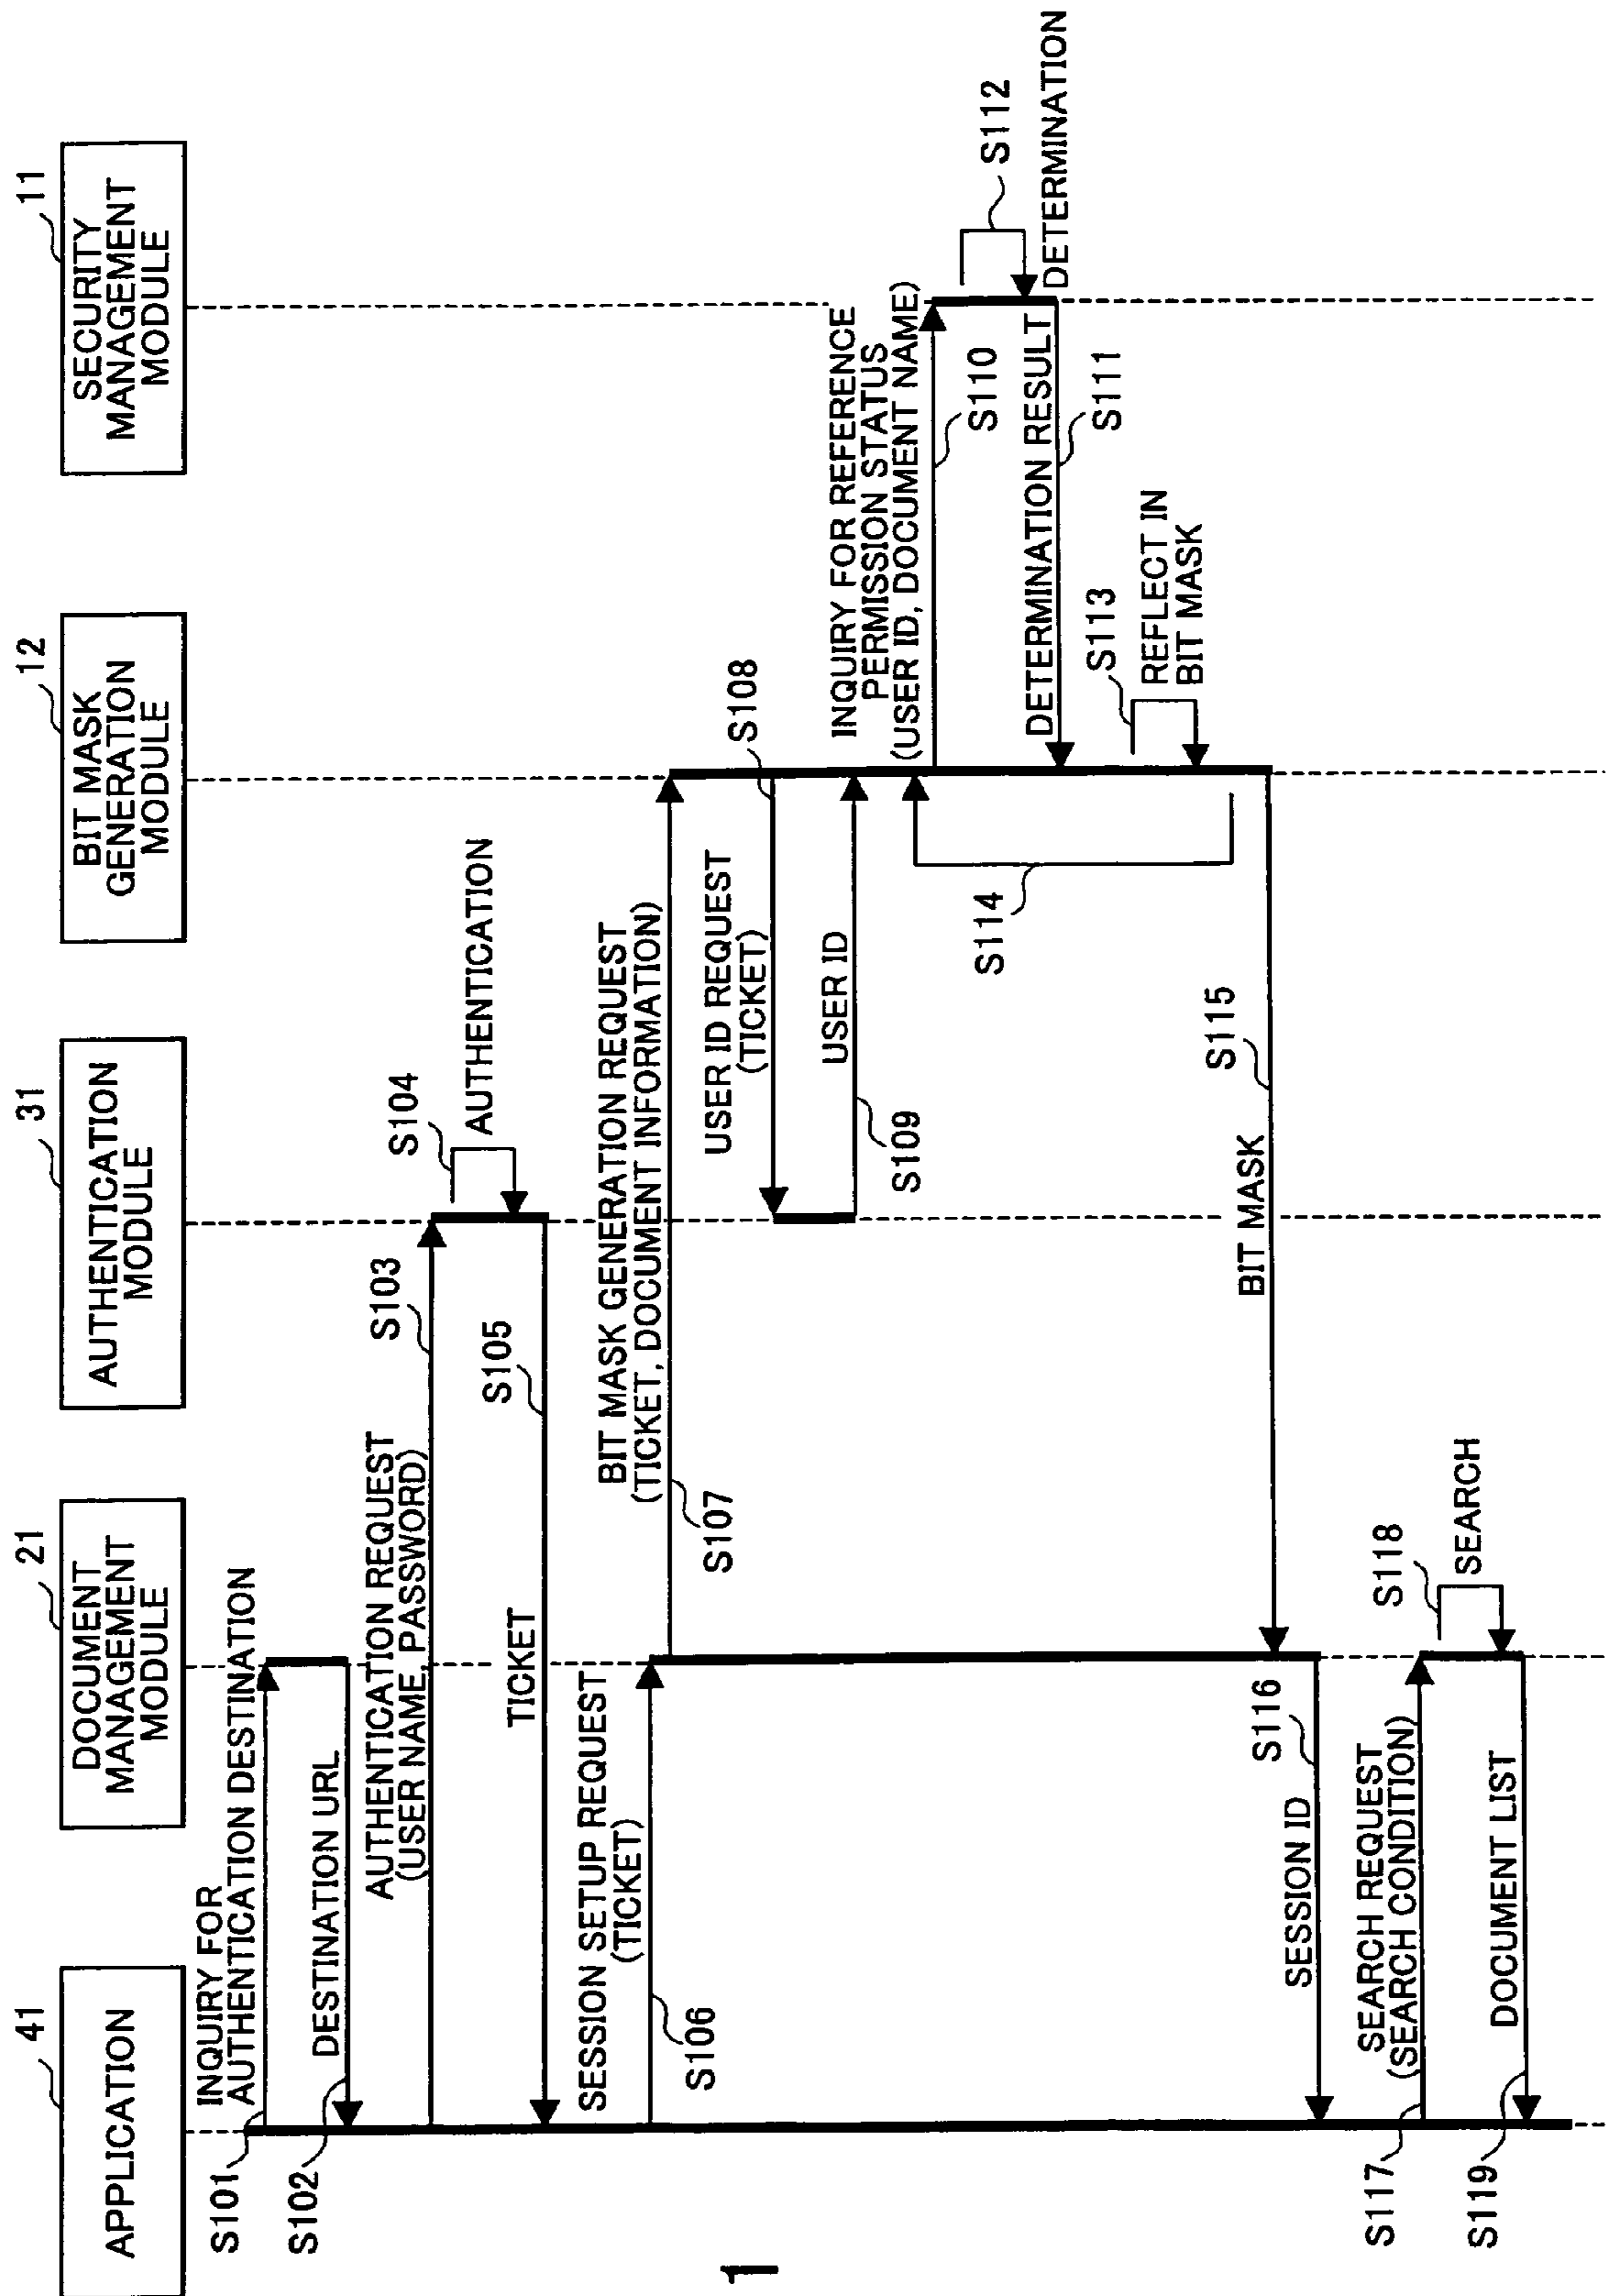 41
APPLICATION
21
DOCUMENT
MANAGEMENT
MODULE
31
AUTHENTICATION
MODULE
12
BIT MASK
GENERATION
MODULE
11
SECURITY
MANAGEMENT
MODULE
S101
INQUIRY FOR
AUTHENTICATION DESTINATION
S102
DESTINATION URL
AUTHENTICATION REQUEST
(USER NAME, PASSWORD)
S103
S104
AUTHENTICATION
TICKET
S105
SESSION SETUP REQUEST
(TICKET)
S106
BIT MASK GENERATION REQUEST
(TICKET, DOCUMENT INFORMATION)
S107
USER ID REQUEST
(TICKET)
S108
USER ID
S109
INQUIRY FOR REFERENCE
PERMISSION STATUS
(USER ID, DOCUMENT NAME)
S110
S112
DETERMINATION
DETERMINATION RESULT
S111
S113
REFLECT IN
BIT MASK
S114
BIT MASK
S115
SESSION ID
S116
SEARCH REQUEST
(SEARCH CONDITION)
S117
S118
SEARCH
DOCUMENT LIST
S119
1